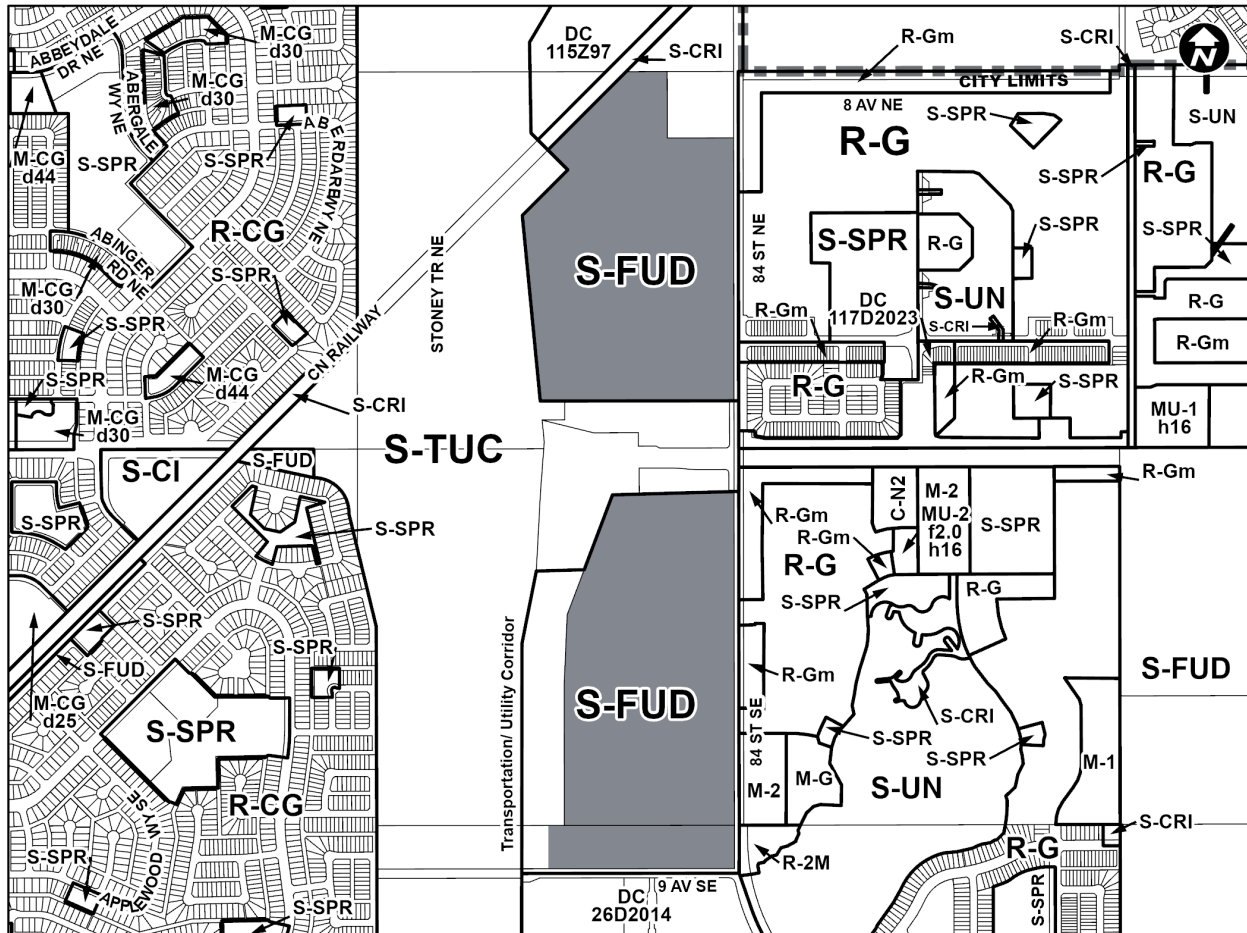 ABBEYDALE
DR NE
M-CG
d30
DC
115Z97
S-CRI
R-Gm
S-CRI
N
CITY LIMITS
8 AV NE
ABERGALE
WY NE
M-CG
d30
S-SPR
S-UN
M-CG
d44
S-SPR
S-SPR
ABERDARBWY NE
R-G
S-SPR
R-G
R-CG
ABINGER
RD NE
S-SPR
M-CG
d30
S-SPR
STONEY TR NE
S-FUD
84 ST NE
S-SPR
R-G
S-SPR
S-SPR
S-UN
DC
117D2023
R-Gm
S-CRI
R-Gm
R-G
R-Gm
S-SPR
M-CG
d44
CN RAILWAY
S-SPR
M-CG
d30
S-CRI
R-G
R-Gm
S-SPR
MU-1
h16
S-TUC
S-CI
S-FUD
S-SPR
S-SPR
R-Gm
R-Gm
R-G
C-N2
M-2
MU-2
f2.0
h16
S-SPR
R-Gm
S-SPR
R-G
S-SPR
S-FUD
S-SPR
M-CG
d25
S-SPR
R-CG
Transportation/ Utility Corridor
S-FUD
R-Gm
84 ST SE
S-CRI
S-SPR
S-SPR
S-FUD
M-2
M-G
S-UN
M-1
S-CRI
R-G
R-2M
S-SPR
APPLEWOOD
WY SE
S-SPR
S-SPR
9 AV SE
DC
26D2014